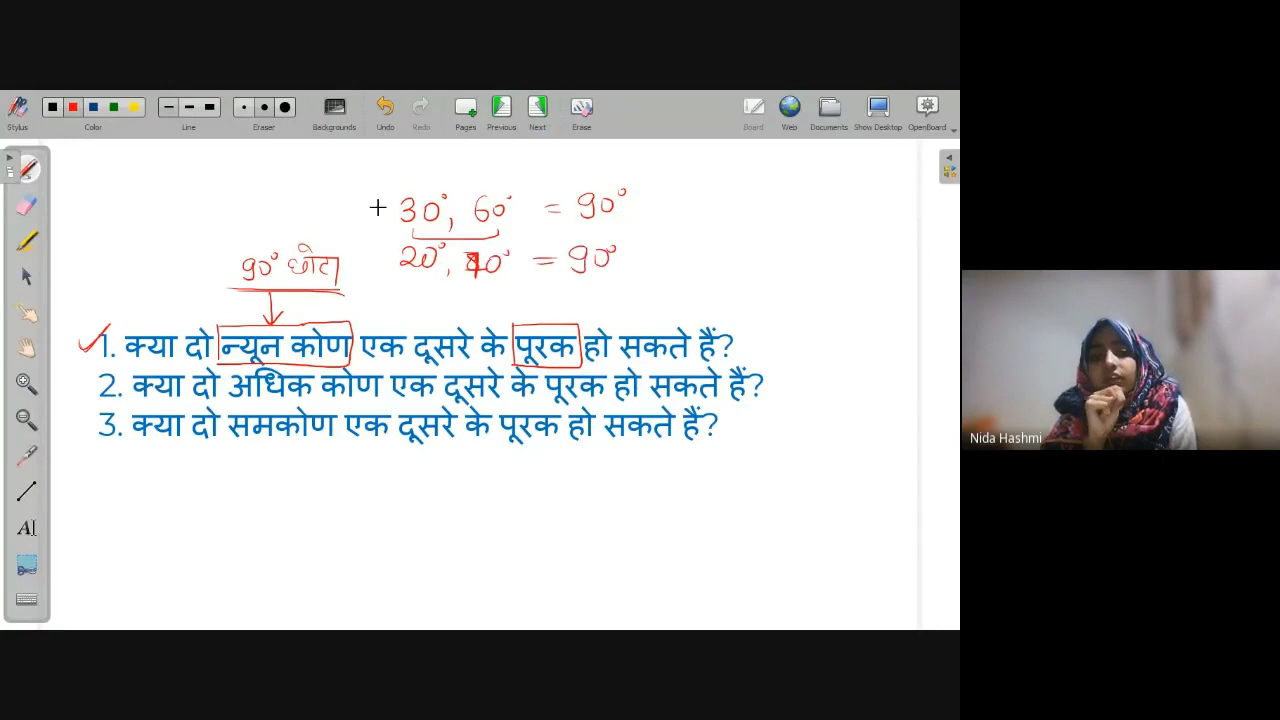 Stylus Color Line Eraser Backgrounds Undo Redo Pages Previous Next Erase Board Web Documents Show Desktop OpenBoard
30°, 60° = 90°
20°, 70° = 90°
90° छोटा
1. क्या दो न्यून कोण एक दूसरे के पूरक हो सकते हैं?
2. क्या दो अधिक कोण एक दूसरे के पूरक हो सकते हैं?
3. क्या दो समकोण एक दूसरे के पूरक हो सकते हैं?
Nida Hashmi